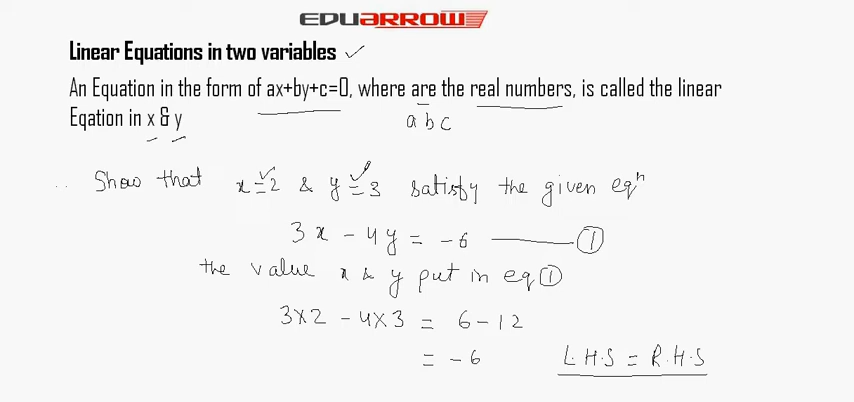 EDUARROW
Linear Equations in two variables ✓
An Equation in the form of ax+by+c=0, where are the real numbers, is called the linear
Eqation in x & y
a b c
Show that x=2 & y=3 satisfy the given eqⁿ
3x - 4y = -6 ——— ①
the value x & y put in eq ①
3×2 - 4×3 = 6-12
= -6 L.H.S = R.H.S